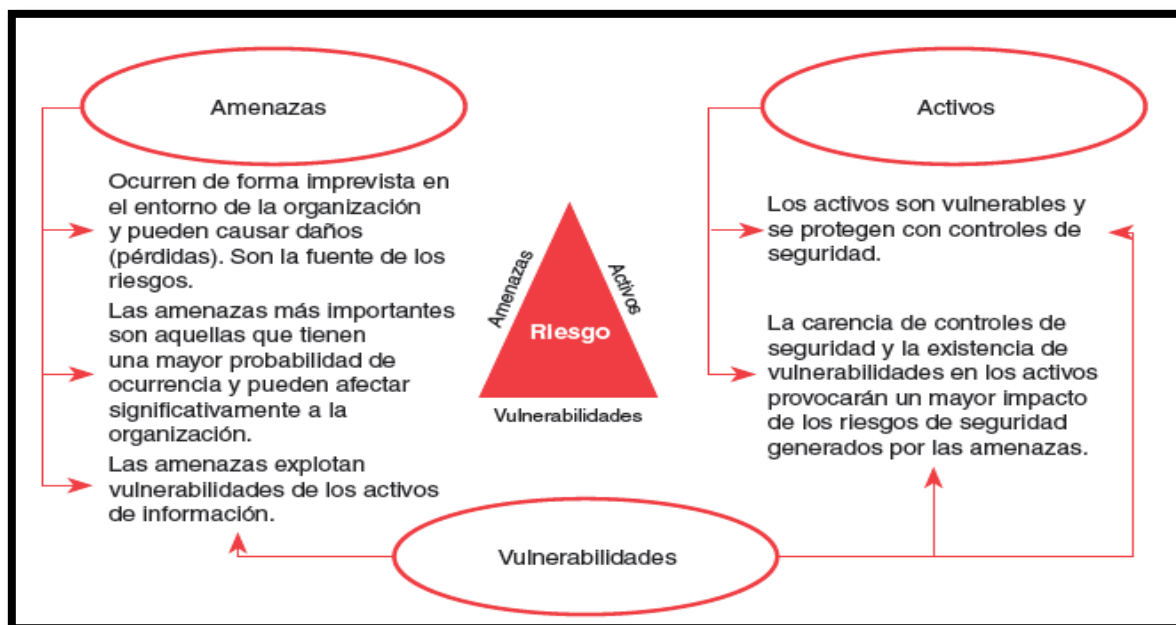 Amenazas
Ocurren de forma imprevista en
el entorno de la organización
y pueden causar daños
(pérdidas). Son la fuente de los
riesgos.
Las amenazas más importantes
son aquellas que tienen
una mayor probabilidad de
ocurrencia y pueden afectar
significativamente a la
organización.
Las amenazas explotan
vulnerabilidades de los activos
de información.
Amenazas
Activos
RIesgo
Vulnerabilidades
Activos
Los activos son vulnerables y
se protegen con controles de
seguridad.
La carencia de controles de
seguridad y la existencia de
vulnerabilidades en los activos
provocarán un mayor impacto
de los riesgos de seguridad
generados por las amenazas.
Vulnerabilidades